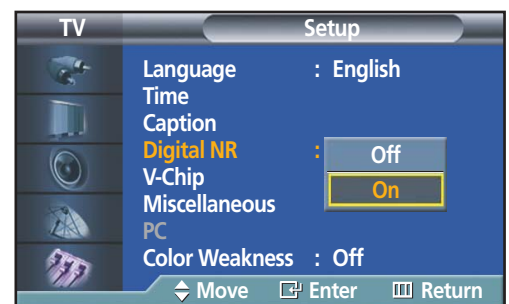 TV Setup
Language : English
Time
Caption
Digital NR : Off
On
V-Chip
Miscellaneous
PC
Color Weakness : Off
Move Enter Return